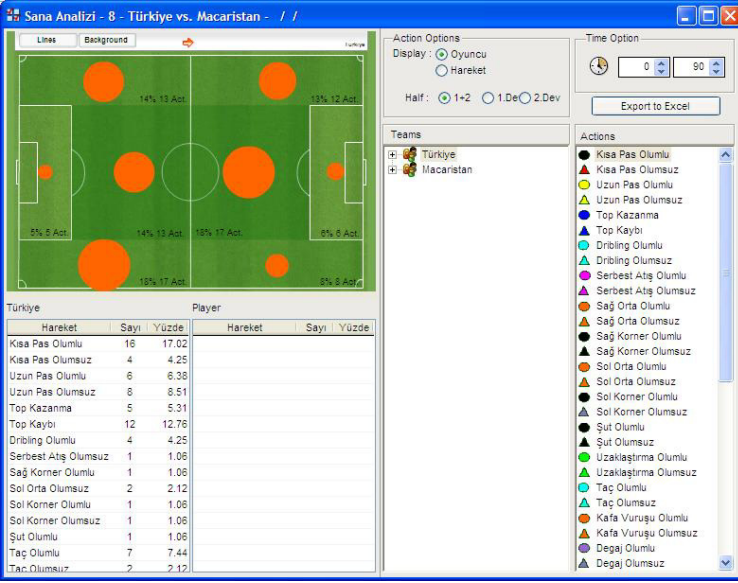 Sana Analizi - 8 - Türkiye vs. Macaristan - / /
Lines Background
Türkiye
14% 13 Act. 13% 12 Act.
5% 5 Act. 14% 13 Act. 18% 17 Act. 6% 6 Act.
18% 17 Act. 8% 8 Act.
Action Options
Display : Oyuncu
Hareket
Half : 1+2 1.De 2.Dev
Time Option
0 90
Export to Excel
Teams
Türkiye
Macaristan
Actions
Kısa Pas Olumlu
Kısa Pas Olumsuz
Uzun Pas Olumlu
Uzun Pas Olumsuz
Top Kazanma
Top Kaybı
Dribling Olumlu
Dribling Olumsuz
Serbest Atış Olumlu
Serbest Atış Olumsuz
Sağ Orta Olumlu
Sağ Orta Olumsuz
Sağ Korner Olumlu
Sağ Korner Olumsuz
Sol Orta Olumlu
Sol Orta Olumsuz
Sol Korner Olumlu
Sol Korner Olumsuz
Şut Olumlu
Şut Olumsuz
Uzaklaştırma Olumlu
Uzaklaştırma Olumsuz
Taç Olumlu
Taç Olumsuz
Kafa Vuruşu Olumlu
Kafa Vuruşu Olumsuz
Degaj Olumlu
Degaj Olumsuz
Türkiye Player
Hareket Sayı Yüzde Hareket Sayı Yüzde
Kısa Pas Olumlu 16 17.02
Kısa Pas Olumsuz 4 4.25
Uzun Pas Olumlu 6 6.38
Uzun Pas Olumsuz 8 8.51
Top Kazanma 5 5.31
Top Kaybı 12 12.76
Dribling Olumlu 4 4.25
Serbest Atış Olumsuz 1 1.06
Sağ Korner Olumlu 1 1.06
Sol Orta Olumsuz 2 2.12
Sol Korner Olumlu 1 1.06
Sol Korner Olumsuz 1 1.06
Şut Olumlu 1 1.06
Taç Olumlu 7 7.44
Taç Olumsuz 2 2.12